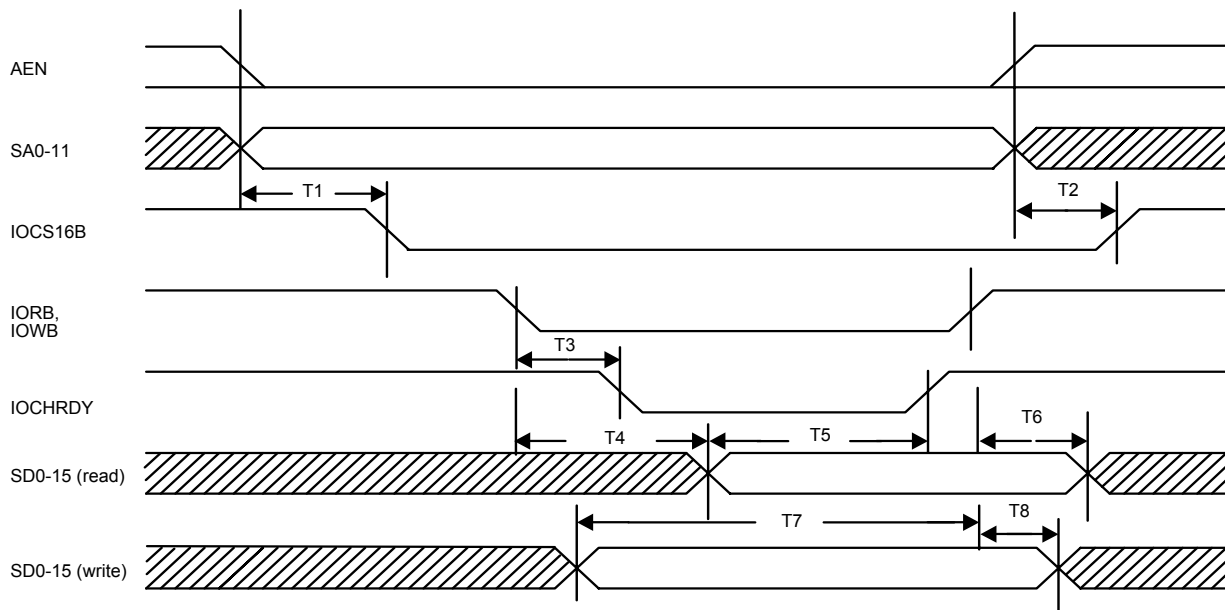 AEN
SA0-11
T1
T2
IOCS16B
IORB,
IOWB
T3
IOCHRDY
T4
T5
T6
SD0-15 (read)
T7
T8
SD0-15 (write)